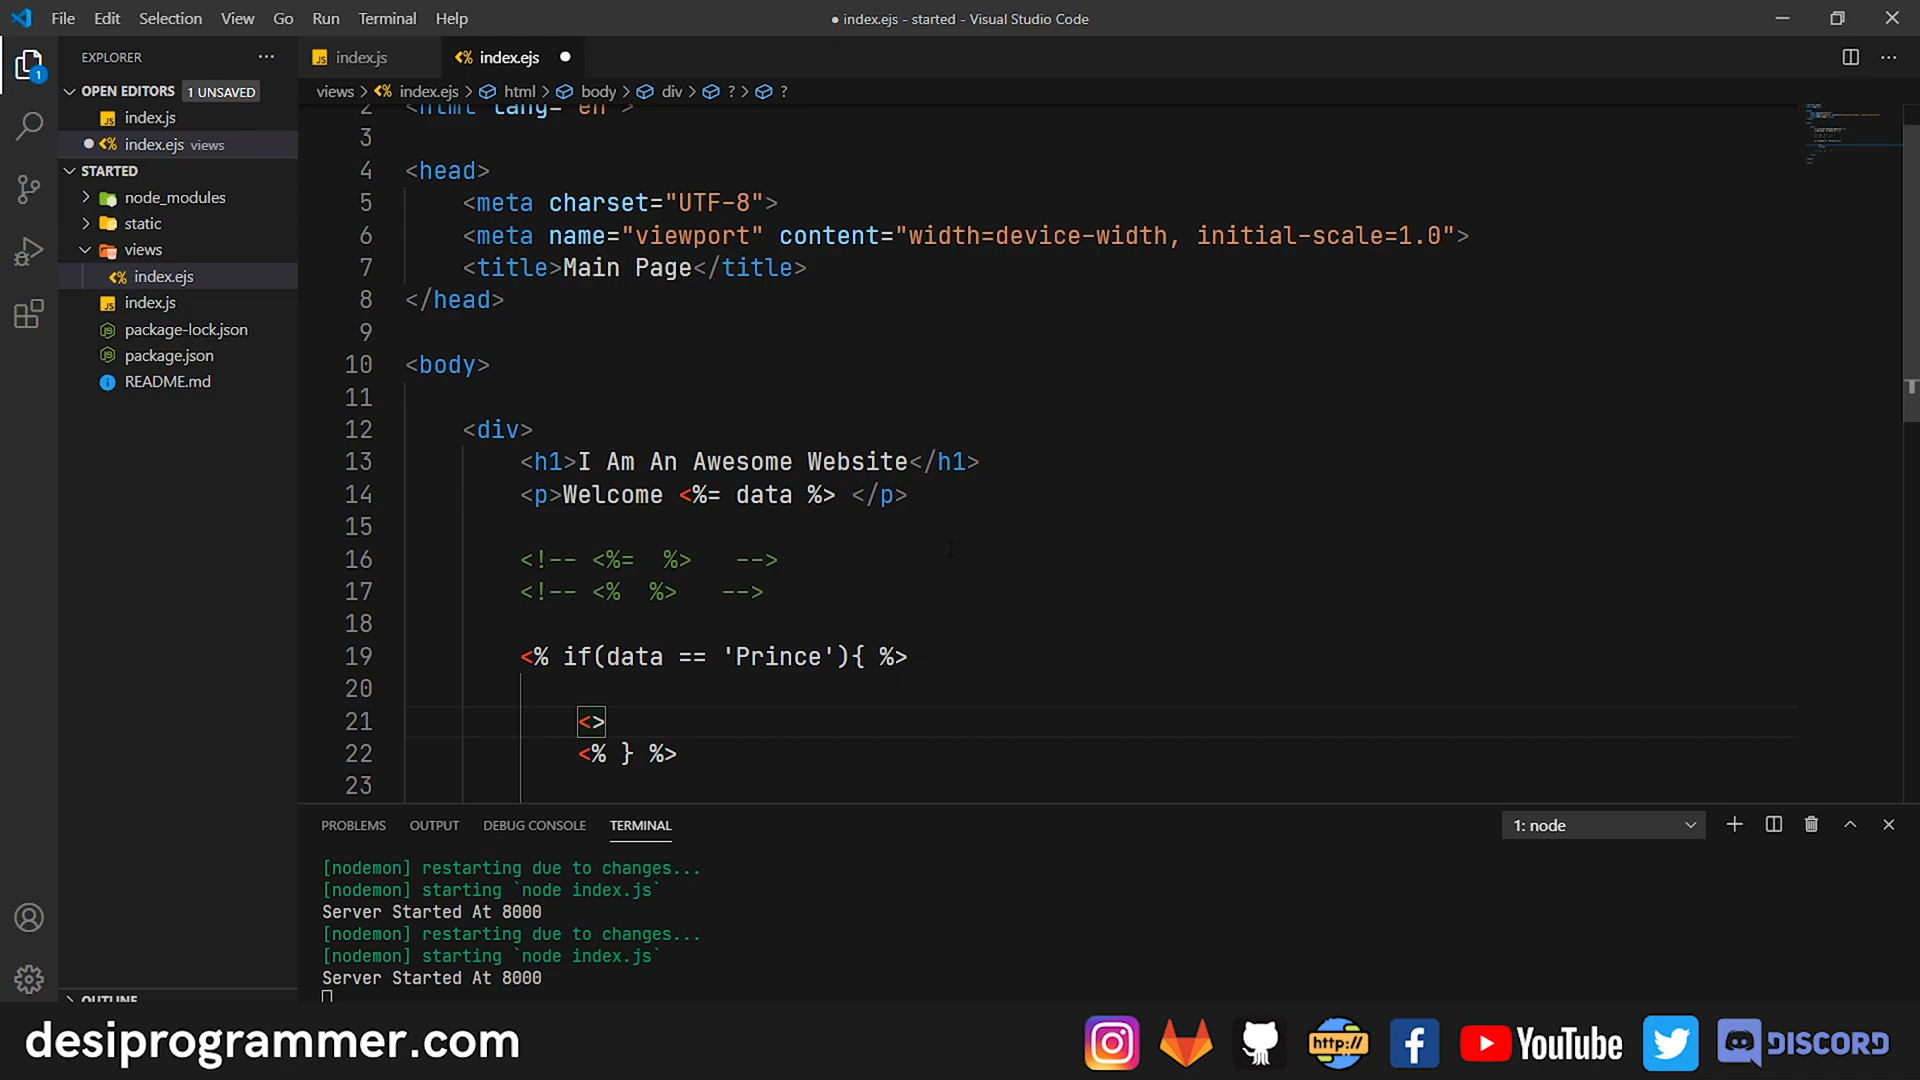 File Edit Selection View Go Run Terminal Help
● index.ejs - started - Visual Studio Code
EXPLORER
OPEN EDITORS 1 UNSAVED
index.js
index.ejs views
STARTED
node_modules
static
views
index.ejs
index.js
package-lock.json
package.json
README.md
OUTLINE
1
index.js
index.ejs
views > index.ejs > html > body > div > ? > ?
2 <html lang="en">
3
4 <head>
5 <meta charset="UTF-8">
6 <meta name="viewport" content="width=device-width, initial-scale=1.0">
7 <title>Main Page</title>
8 </head>
9
10 <body>
11
12 <div>
13 <h1>I Am An Awesome Website</h1>
14 <p>Welcome <%= data %> </p>
15
16 <!-- <%=  %>   -->
17 <!-- <%  %>   -->
18
19 <% if(data == 'Prince'){ %>
20
21 <>
22 <% } %>
23
PROBLEMS OUTPUT DEBUG CONSOLE TERMINAL
1: node
[nodemon] restarting due to changes...
[nodemon] starting `node index.js`
Server Started At 8000
[nodemon] restarting due to changes...
[nodemon] starting `node index.js`
Server Started At 8000
desiprogrammer.com
http://
YouTube
DISCORD